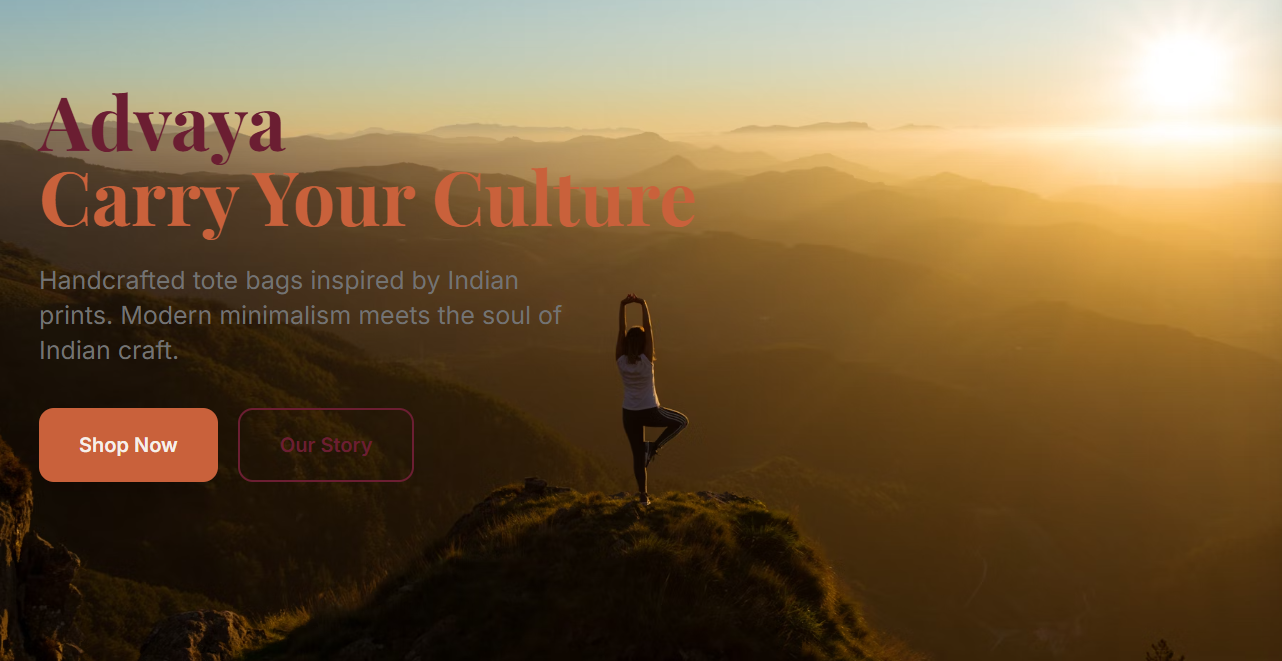 Advaya
Carry Your Culture
Handcrafted tote bags inspired by Indian
prints. Modern minimalism meets the soul of
Indian craft.
Shop Now
Our Story